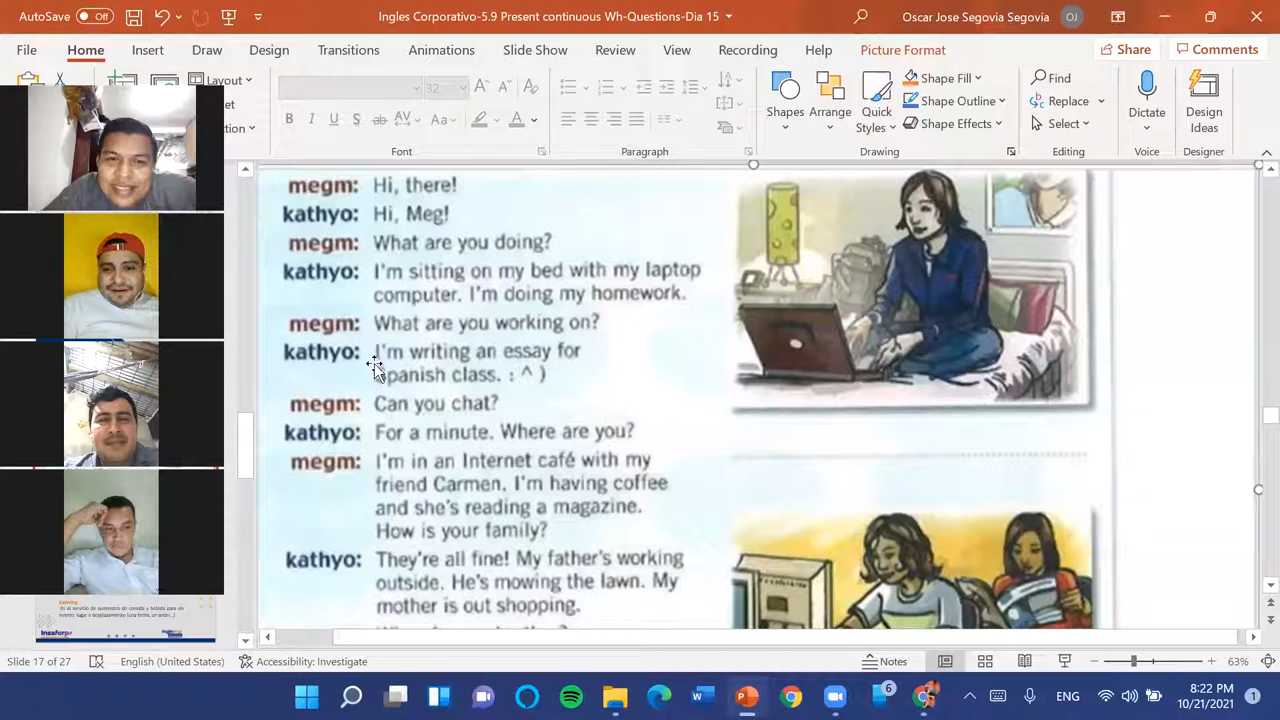 AutoSave Off Ingles Corporativo-5.9 Present continuous Wh-Questions-Dia 15 Oscar Jose Segovia Segovia OJ
File Home Insert Draw Design Transitions Animations Slide Show Review View Recording Help Picture Format Share Comments
Layout Shape Fill Find
Shapes Arrange Quick Styles Shape Outline Replace Dictate Design Ideas
Shape Effects Select
Font Paragraph Drawing Editing Voice Designer
megm: Hi, there!
kathyo: Hi, Meg!
megm: What are you doing?
kathyo: I'm sitting on my bed with my laptop
computer. I'm doing my homework.
megm: What are you working on?
kathyo: I'm writing an essay for
Spanish class. : ^ )
megm: Can you chat?
kathyo: For a minute. Where are you?
megm: I'm in an Internet café with my
friend Carmen. I'm having coffee
and she's reading a magazine.
How is your family?
kathyo: They're all fine! My father's working
outside. He's mowing the lawn. My
mother is out shopping.
Catering
Insaforp
Slide 17 of 27 English (United States) Accessibility: Investigate Notes 63%
6 ENG 8:22 PM
10/21/2021 1